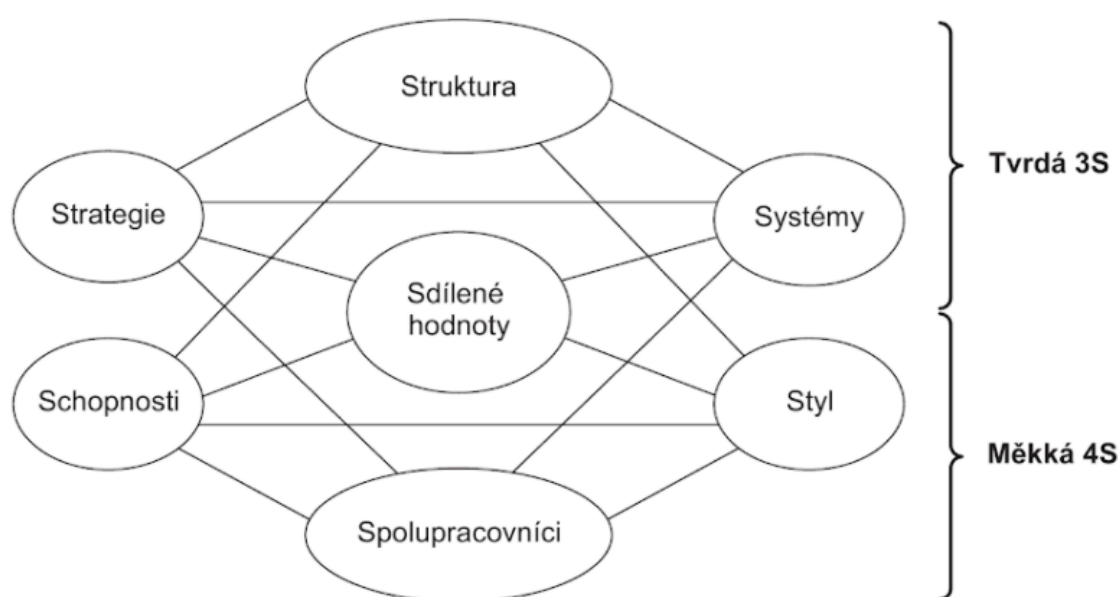 Struktura
Tvrdá 3S
Strategie
Systémy
Sdílené
hodnoty
Schopnosti
Styl
Měkká 4S
Spolupracovníci